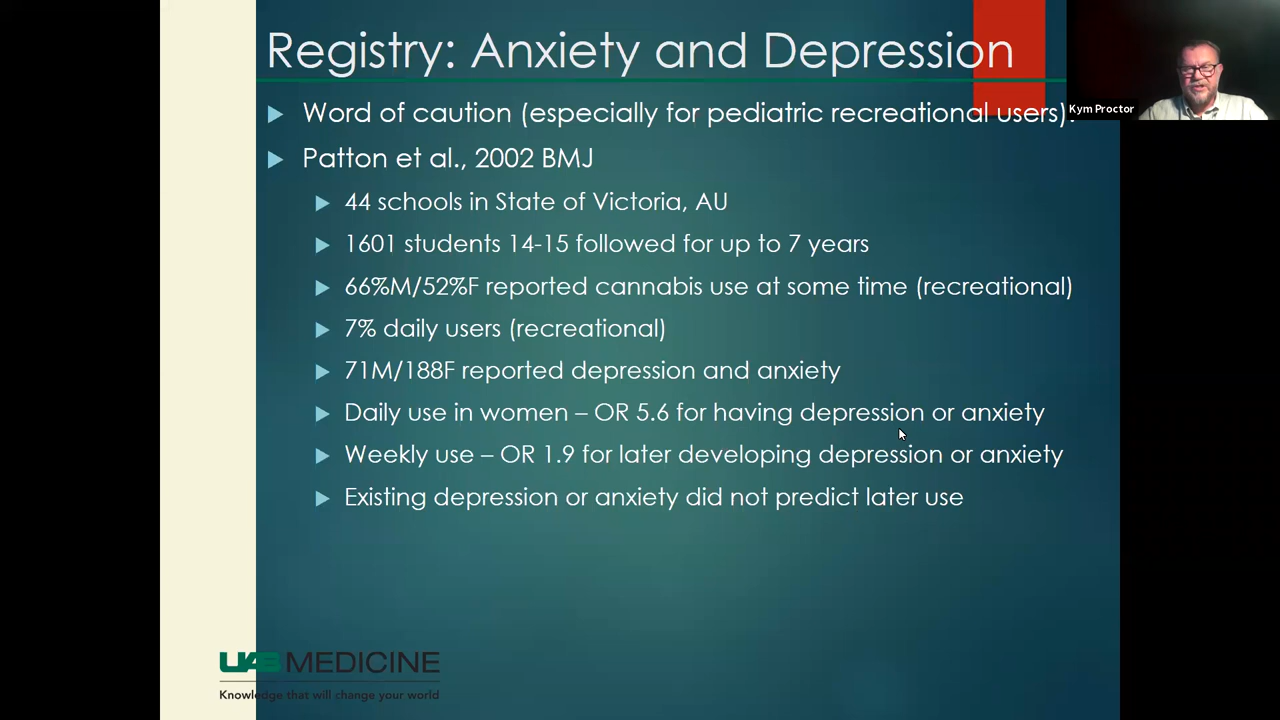 Registry: Anxiety and Depression
Kym Proctor
Word of caution (especially for pediatric recreational users):
Patton et al., 2002 BMJ
44 schools in State of Victoria, AU
1601 students 14-15 followed for up to 7 years
66%M/52%F reported cannabis use at some time (recreational)
7% daily users (recreational)
71M/188F reported depression and anxiety
Daily use in women – OR 5.6 for having depression or anxiety
Weekly use – OR 1.9 for later developing depression or anxiety
Existing depression or anxiety did not predict later use
UAB MEDICINE
Knowledge that will change your world